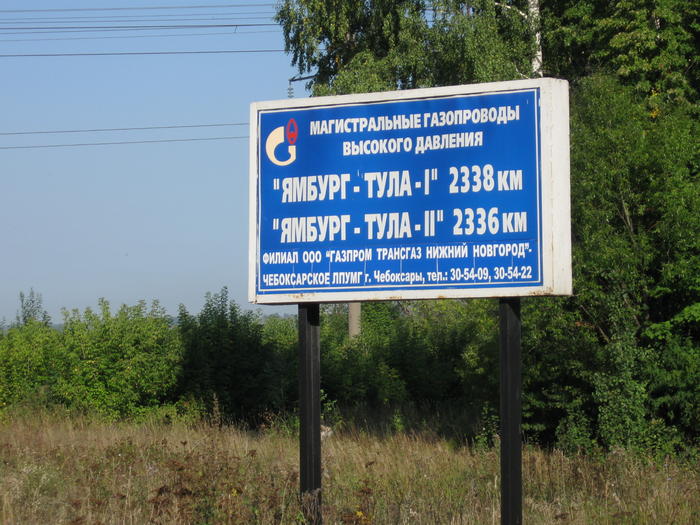 МАГИСТРАЛЬНЫЕ ГАЗОПРОВОДЫ
ВЫСОКОГО ДАВЛЕНИЯ
"ЯМБУРГ - ТУЛА - I" 2338 КМ
"ЯМБУРГ - ТУЛА - II" 2336 КМ
ФИЛИАЛ ООО "ГАЗПРОМ ТРАНСГАЗ НИЖНИЙ НОВГОРОД"-
ЧЕБОКСАРСКОЕ ЛПУМГ г. Чебоксары, тел.: 30-54-09, 30-54-22